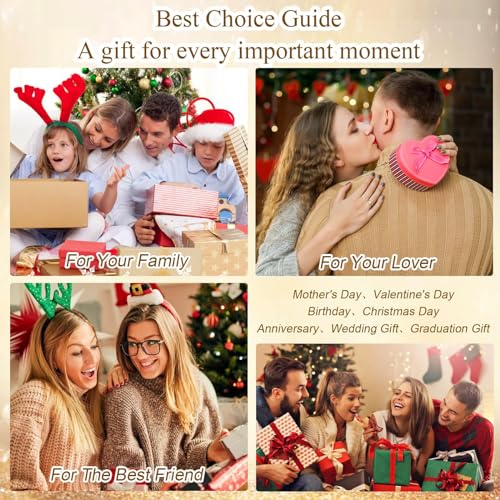 Best Choice Guide
A gift for every important moment
For Your Family
For Your Lover
Mother's Day、Valentine's Day
Birthday、Christmas Day
Anniversary、Wedding Gift、Graduation Gift
For The Best Friend